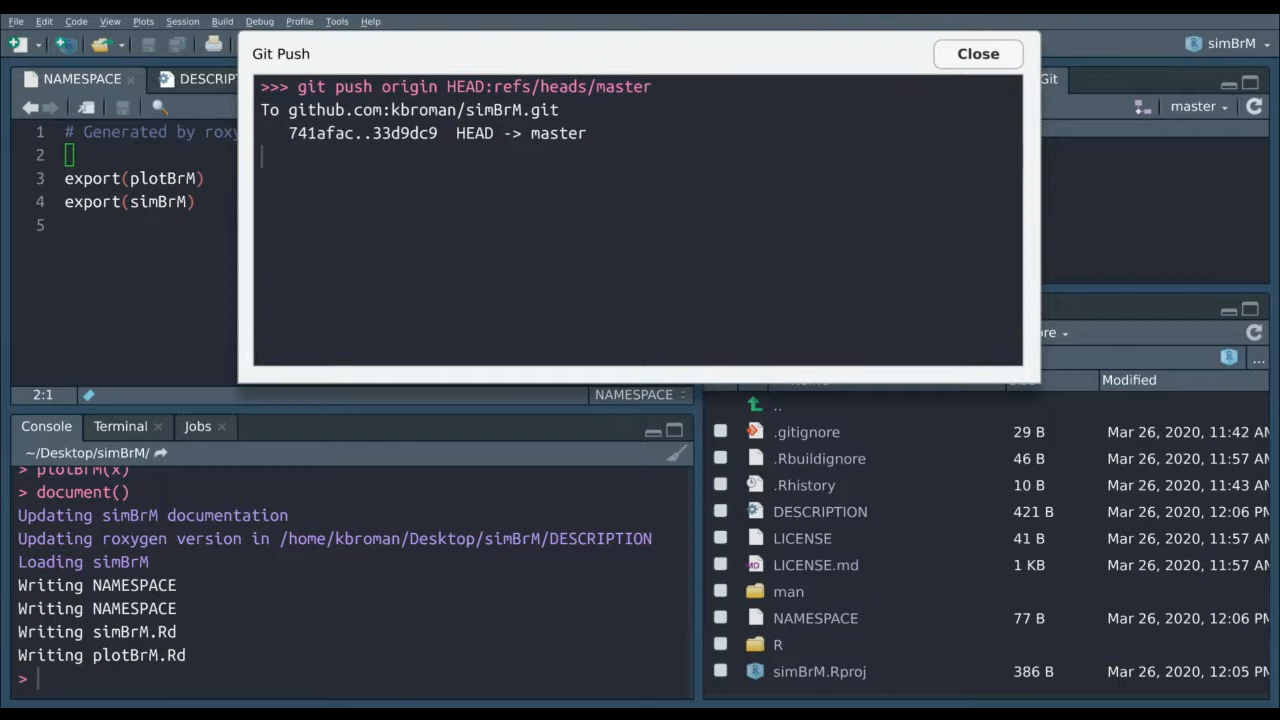 File Edit Code View Plots Session Build Debug Profile Tools Help
simBrM
Git Push
Close
NAMESPACE
DESCRIP
Git
>>> git push origin HEAD:refs/heads/master
To github.com:kbroman/simBrM.git
741afac..33d9dc9 HEAD -> master
master
1 # Generated by roxy
2
3 export(plotBrM)
4 export(simBrM)
5
2:1
NAMESPACE
...
Modified
Console
Terminal
Jobs
~/Desktop/simBrM/
> plotBrM(x)
> document()
Updating simBrM documentation
Updating roxygen version in /home/kbroman/Desktop/simBrM/DESCRIPTION
Loading simBrM
Writing NAMESPACE
Writing NAMESPACE
Writing simBrM.Rd
Writing plotBrM.Rd
>
..
.gitignore 29 B Mar 26, 2020, 11:42 AM
.Rbuildignore 46 B Mar 26, 2020, 11:57 AM
.Rhistory 10 B Mar 26, 2020, 11:43 AM
DESCRIPTION 421 B Mar 26, 2020, 12:06 PM
LICENSE 41 B Mar 26, 2020, 11:57 AM
LICENSE.md 1 KB Mar 26, 2020, 11:57 AM
man
NAMESPACE 77 B Mar 26, 2020, 12:06 PM
R
simBrM.Rproj 386 B Mar 26, 2020, 12:05 PM